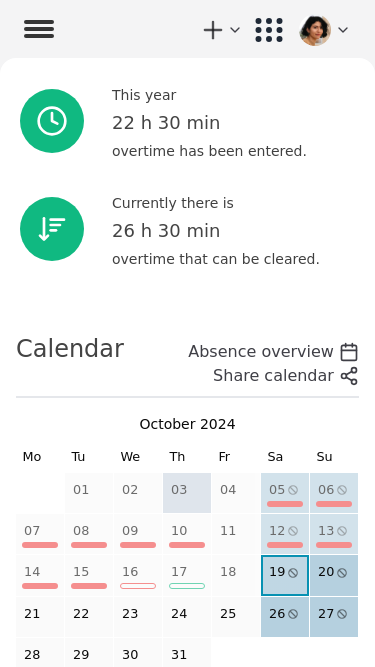 This year
22 h 30 min
overtime has been entered.
Currently there is
26 h 30 min
overtime that can be cleared.
Calendar
Absence overview
Share calendar
October 2024
Mo Tu We Th Fr Sa Su
01 02 03 04 05 06
07 08 09 10 11 12 13
14 15 16 17 18 19 20
21 22 23 24 25 26 27
28 29 30 31